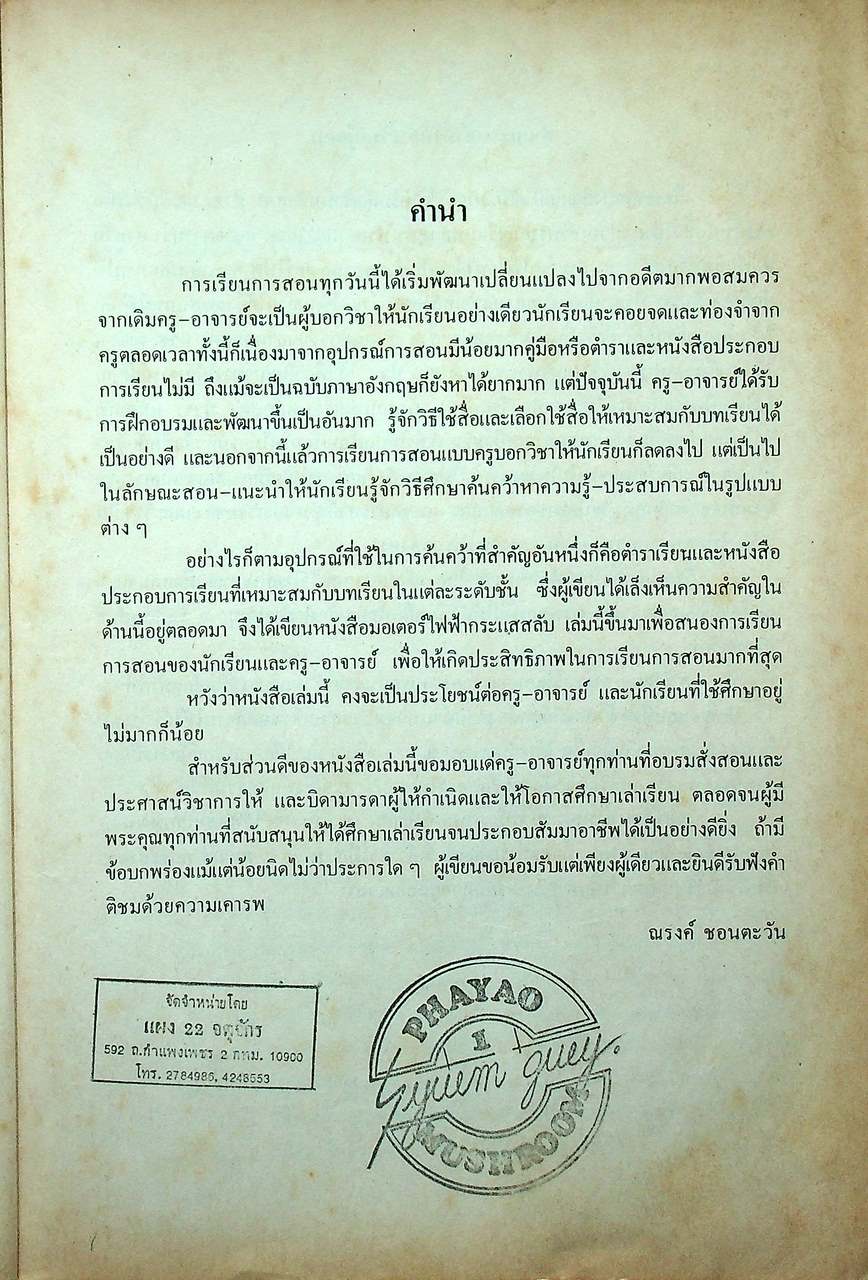 คำนำ
การเรียนการสอนทุกวันนี้ได้เริ่มพัฒนาเปลี่ยนแปลงไปจากอดีตมากพอสมควร
จากเดิมครู-อาจารย์จะเป็นผู้บอกวิชาให้นักเรียนอย่างเดียวนักเรียนจะคอยจดและท่องจำจาก
ครูตลอดเวลาทั้งนี้ก็เนื่องมาจากอุปกรณ์การสอนมีน้อยมากคู่มือหรือตำราและหนังสือประกอบ
การเรียนไม่มี ถึงแม้จะเป็นฉบับภาษาอังกฤษก็ยังหาได้ยากมาก แต่ปัจจุบันนี้ ครู-อาจารย์ได้รับ
การฝึกอบรมและพัฒนาขึ้นเป็นอันมาก รู้จักวิธีใช้สื่อและเลือกใช้สื่อให้เหมาะสมกับบทเรียนได้
เป็นอย่างดี และนอกจากนี้แล้วการเรียนการสอนแบบครูบอกวิชาให้นักเรียนก็ลดลงไป แต่เป็นไป
ในลักษณะสอน-แนะนำให้นักเรียนรู้จักวิธีศึกษาค้นคว้าหาความรู้-ประสบการณ์ในรูปแบบ
ต่าง ๆ
อย่างไรก็ตามอุปกรณ์ที่ใช้ในการค้นคว้าที่สำคัญอันหนึ่งก็คือตำราเรียนและหนังสือ
ประกอบการเรียนที่เหมาะสมกับบทเรียนในแต่ละระดับชั้น ซึ่งผู้เขียนได้เล็งเห็นความสำคัญใน
ด้านนี้อยู่ตลอดมา จึงได้เขียนหนังสือมอเตอร์ไฟฟ้ากระแสสลับ เล่มนี้ขึ้นมาเพื่อสนองการเรียน
การสอนของนักเรียนและครู-อาจารย์ เพื่อให้เกิดประสิทธิภาพในการเรียนการสอนมากที่สุด
หวังว่าหนังสือเล่มนี้ คงจะเป็นประโยชน์ต่อครู-อาจารย์ และนักเรียนที่ใช้ศึกษาอยู่
ไม่มากก็น้อย
สำหรับส่วนดีของหนังสือเล่มนี้ขอมอบแด่ครู-อาจารย์ทุกท่านที่อบรมสั่งสอนและ
ประศาสน์วิชาการให้ และบิดามารดาผู้ให้กำเนิดและให้โอกาสศึกษาเล่าเรียน ตลอดจนผู้มี
พระคุณทุกท่านที่สนับสนุนให้ได้ศึกษาเล่าเรียนจนประกอบสัมมาอาชีพได้เป็นอย่างดียิ่ง ถ้ามี
ข้อบกพร่องแม้แต่น้อยนิดไม่ว่าประการใด ๆ ผู้เขียนขอน้อมรับแต่เพียงผู้เดียวและยินดีรับฟังคำ
ติชมด้วยความเคารพ
ณรงค์ ชอนตะวัน
จัดจำหน่ายโดย
แผง 22 จตุจักร
592 ถ.กำแพงเพชร 2 กทม. 10900
โทร. 2784986, 4248553
PHAYAO
I
MUSHROOM